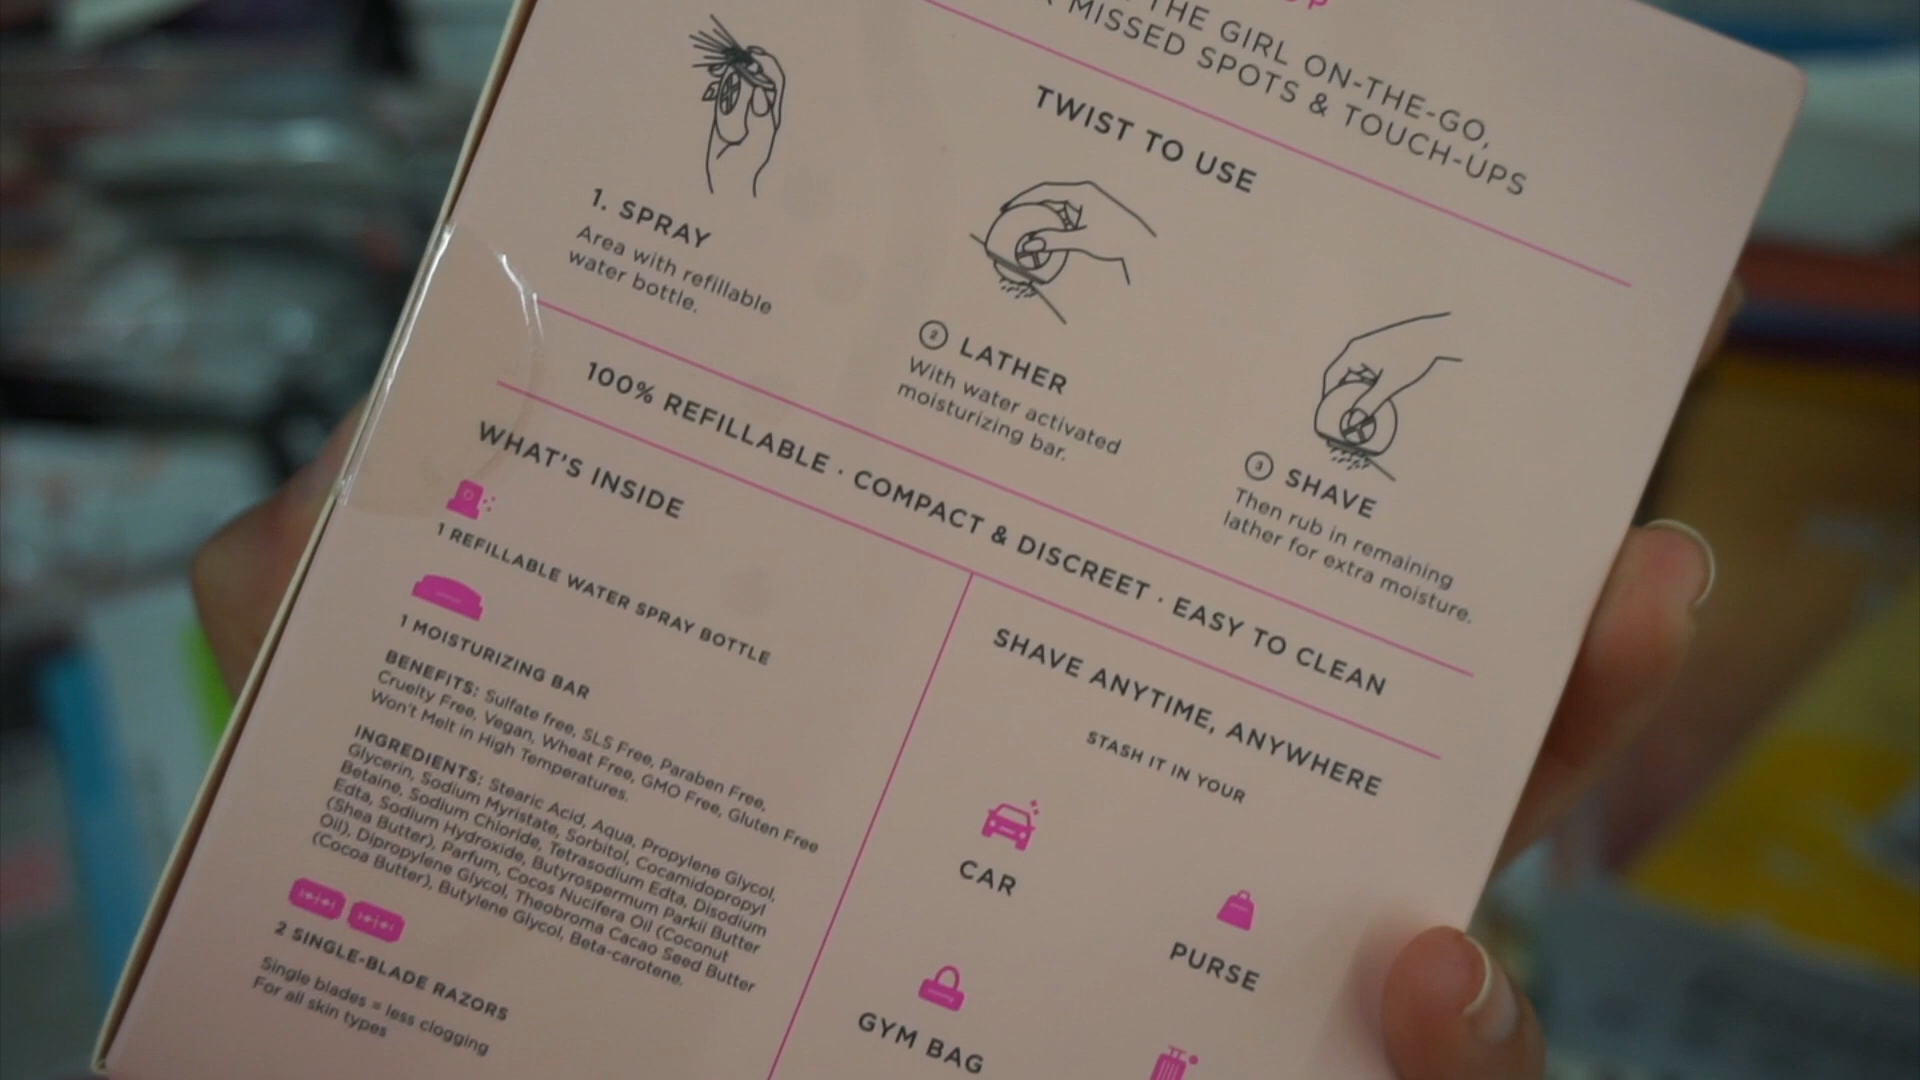 THE GIRL ON-THE-GO,
MISSED SPOTS & TOUCH-UPS
TWIST TO USE
1. SPRAY
Area with refillable
water bottle.
2 LATHER
With water activated
moisturizing bar.
3 SHAVE
Then rub in remaining
lather for extra moisture.
100% REFILLABLE · COMPACT & DISCREET · EASY TO CLEAN
WHAT'S INSIDE
1 REFILLABLE WATER SPRAY BOTTLE
1 MOISTURIZING BAR
BENEFITS: Sulfate free, SLS Free, Paraben Free,
Cruelty Free, Vegan, Wheat Free, GMO Free, Gluten Free
Won't Melt in High Temperatures.
INGREDIENTS: Stearic Acid, Aqua, Propylene Glycol,
Glycerin, Sodium Myristate, Sorbitol, Cocamidopropyl
Betaine, Sodium Chloride, Tetrasodium Edta, Disodium
Edta, Sodium Hydroxide, Butyrospermum Parkii Butter
(Shea Butter), Parfum, Cocos Nucifera Oil (Coconut
Oil), Dipropylene Glycol, Theobroma Cacao Seed Butter
(Cocoa Butter), Butylene Glycol, Beta-carotene.
2 SINGLE-BLADE RAZORS
Single blades = less clogging
For all skin types
SHAVE ANYTIME, ANYWHERE
STASH IT IN YOUR
CAR
PURSE
GYM BAG